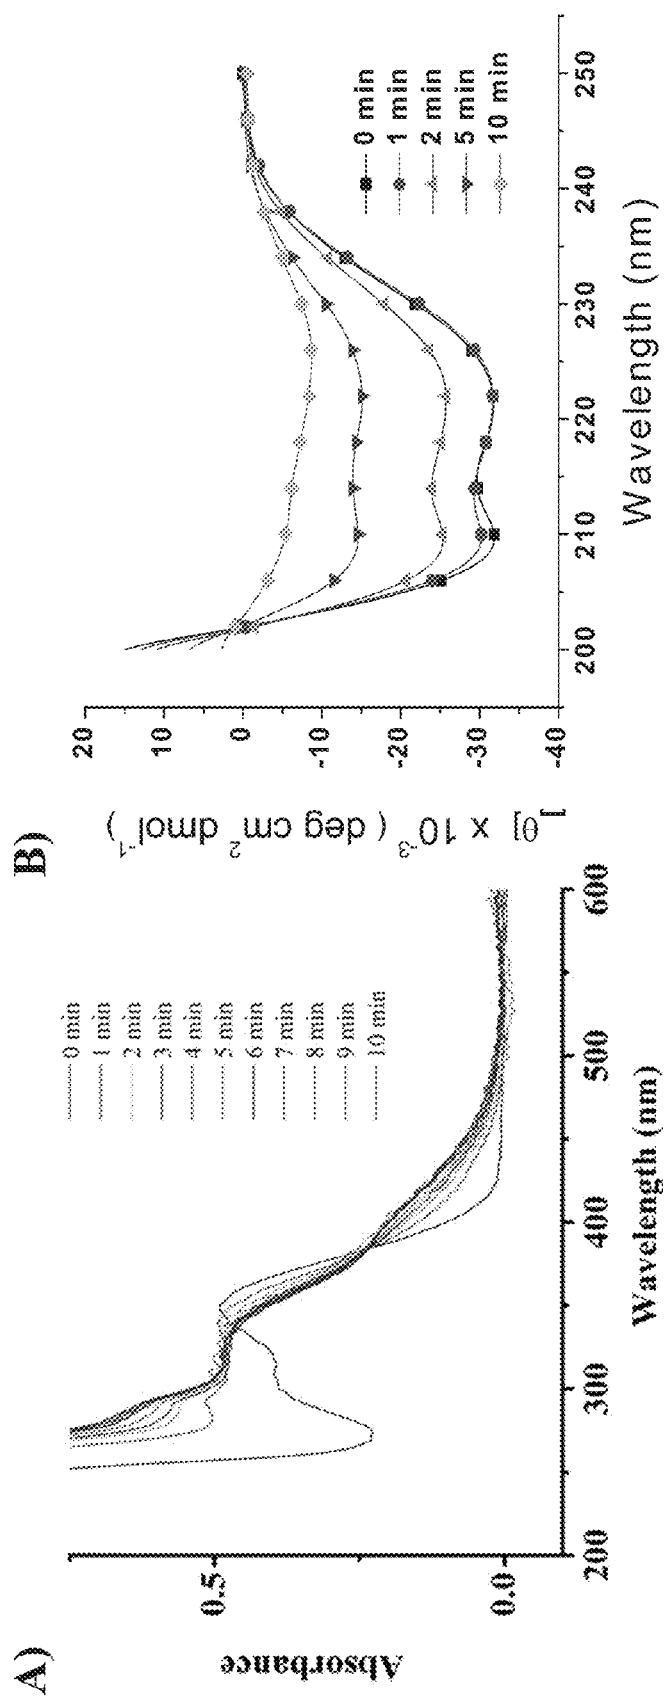 A)
Absorbance
0.5
0.0
200
300
400
500
600
Wavelength (nm)
0 min
1 min
2 min
3 min
4 min
5 min
6 min
7 min
8 min
9 min
10 min
B)
[θ] x 10⁻³ ( deg cm² dmol⁻¹)
20
10
0
-10
-20
-30
-40
200
210
220
230
240
250
Wavelength (nm)
0 min
1 min
2 min
5 min
10 min